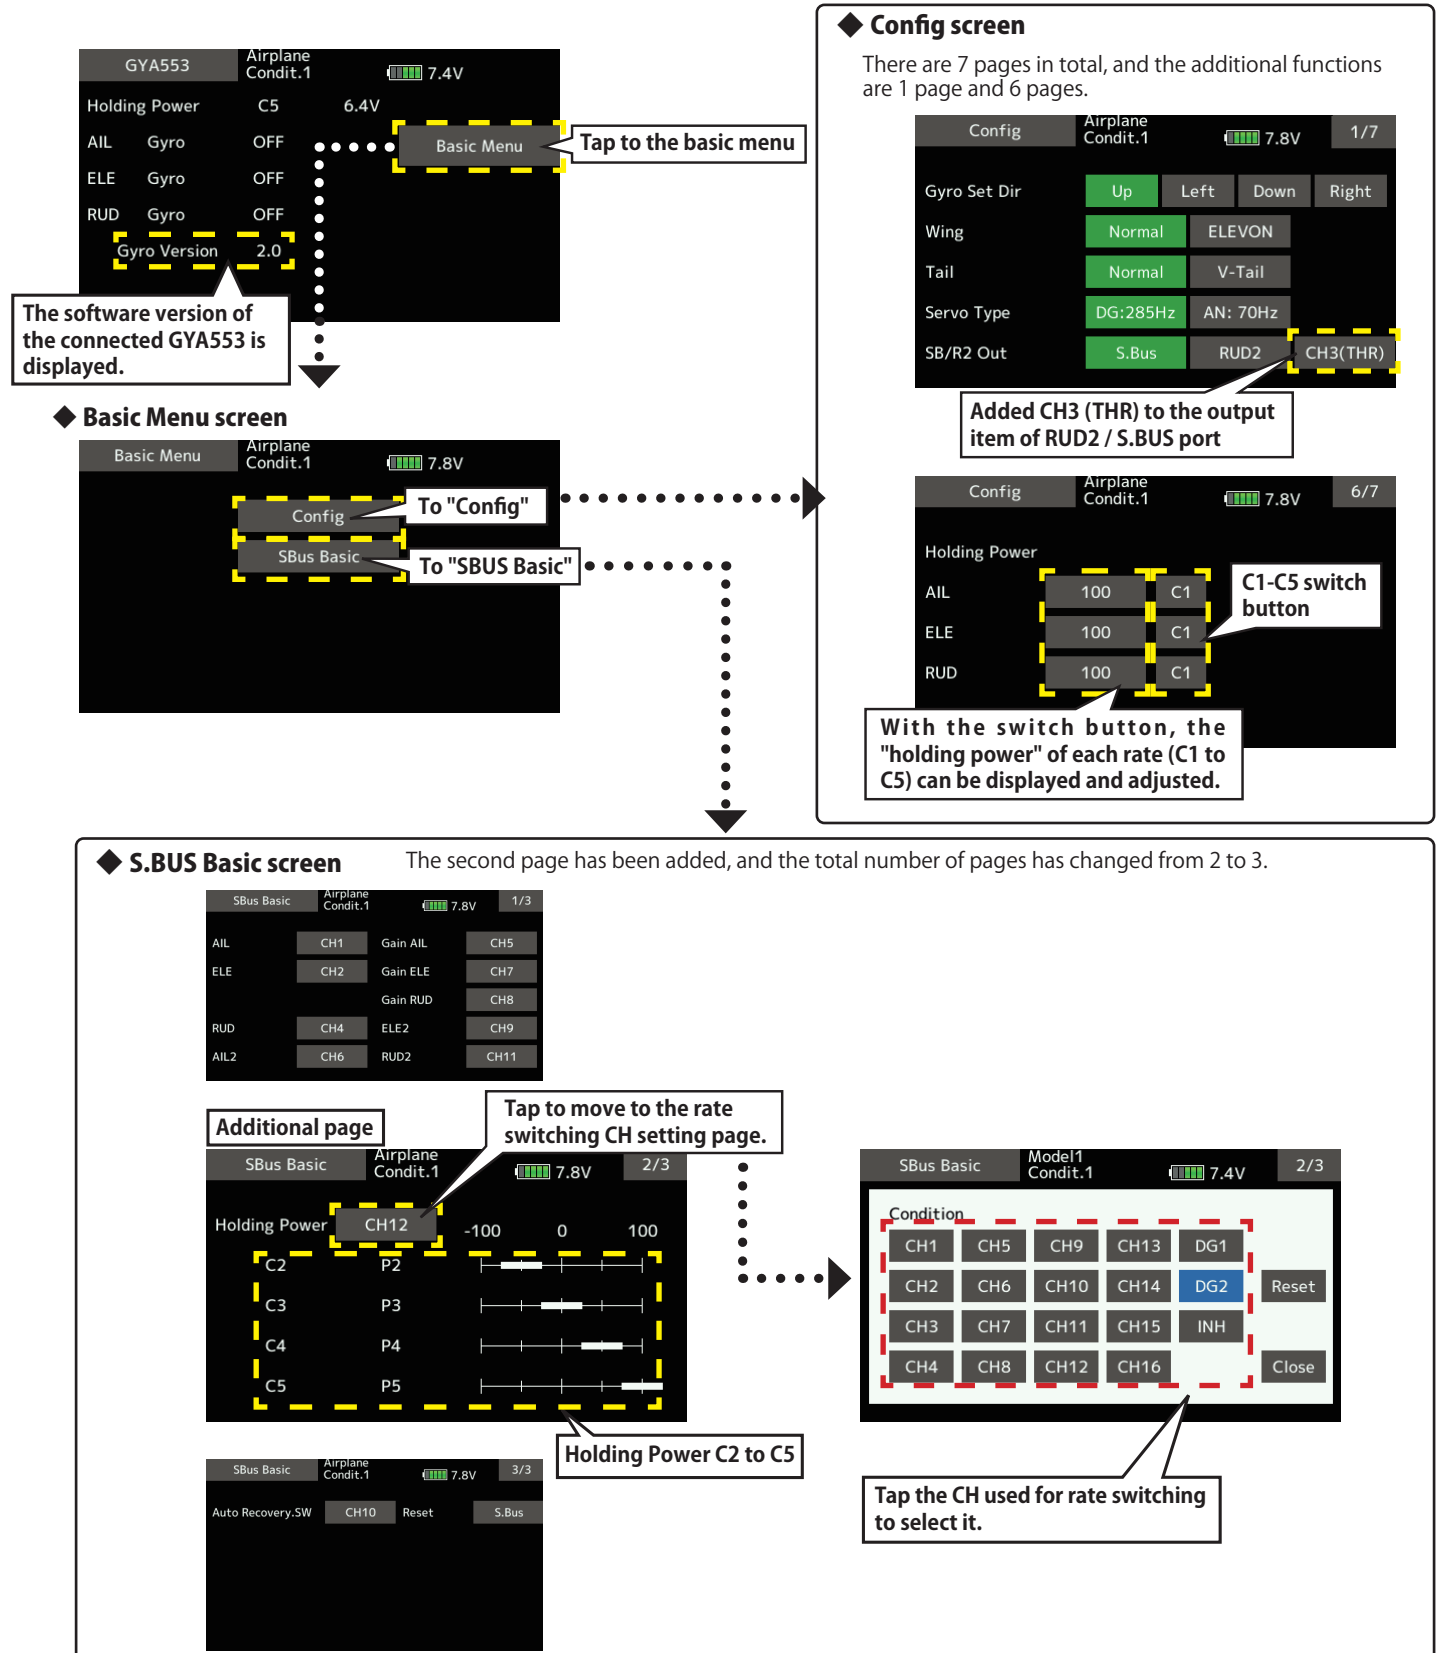 GYA553
Airplane
Condit.1
7.4V
Holding Power C5 6.4V
AIL Gyro OFF
ELE Gyro OFF
RUD Gyro OFF
Gyro Version 2.0
Basic Menu
Tap to the basic menu
The software version of
the connected GYA553 is
displayed.
◆ Basic Menu screen
Basic Menu
Airplane
Condit.1
7.8V
Config
SBus Basic
To "Config"
To "SBUS Basic"
◆ Config screen
There are 7 pages in total, and the additional functions
are 1 page and 6 pages.
Config
Airplane
Condit.1
7.8V
1/7
Gyro Set Dir Up Left Down Right
Wing Normal ELEVON
Tail Normal V-Tail
Servo Type DG:285Hz AN: 70Hz
SB/R2 Out S.Bus RUD2 CH3(THR)
Added CH3 (THR) to the output
item of RUD2 / S.BUS port
Config
Airplane
Condit.1
7.8V
6/7
Holding Power
AIL 100 C1
ELE 100 C1
RUD 100 C1
C1-C5 switch
button
With the switch button, the
"holding power" of each rate (C1 to
C5) can be displayed and adjusted.
◆ S.BUS Basic screen
The second page has been added, and the total number of pages has changed from 2 to 3.
SBus Basic
Airplane
Condit.1
7.8V
1/3
AIL CH1 Gain AIL CH5
ELE CH2 Gain ELE CH7
Gain RUD CH8
RUD CH4 ELE2 CH9
AIL2 CH6 RUD2 CH11
Additional page
Tap to move to the rate
switching CH setting page.
SBus Basic
Airplane
Condit.1
7.8V
2/3
Holding Power CH12 -100 0 100
C2 P2
C3 P3
C4 P4
C5 P5
Holding Power C2 to C5
SBus Basic
Model1
Condit.1
7.4V
2/3
Condition
CH1 CH5 CH9 CH13 DG1
CH2 CH6 CH10 CH14 DG2 Reset
CH3 CH7 CH11 CH15 INH
CH4 CH8 CH12 CH16 Close
Tap the CH used for rate switching
to select it.
SBus Basic
Airplane
Condit.1
7.8V
3/3
Auto Recovery.SW CH10 Reset S.Bus